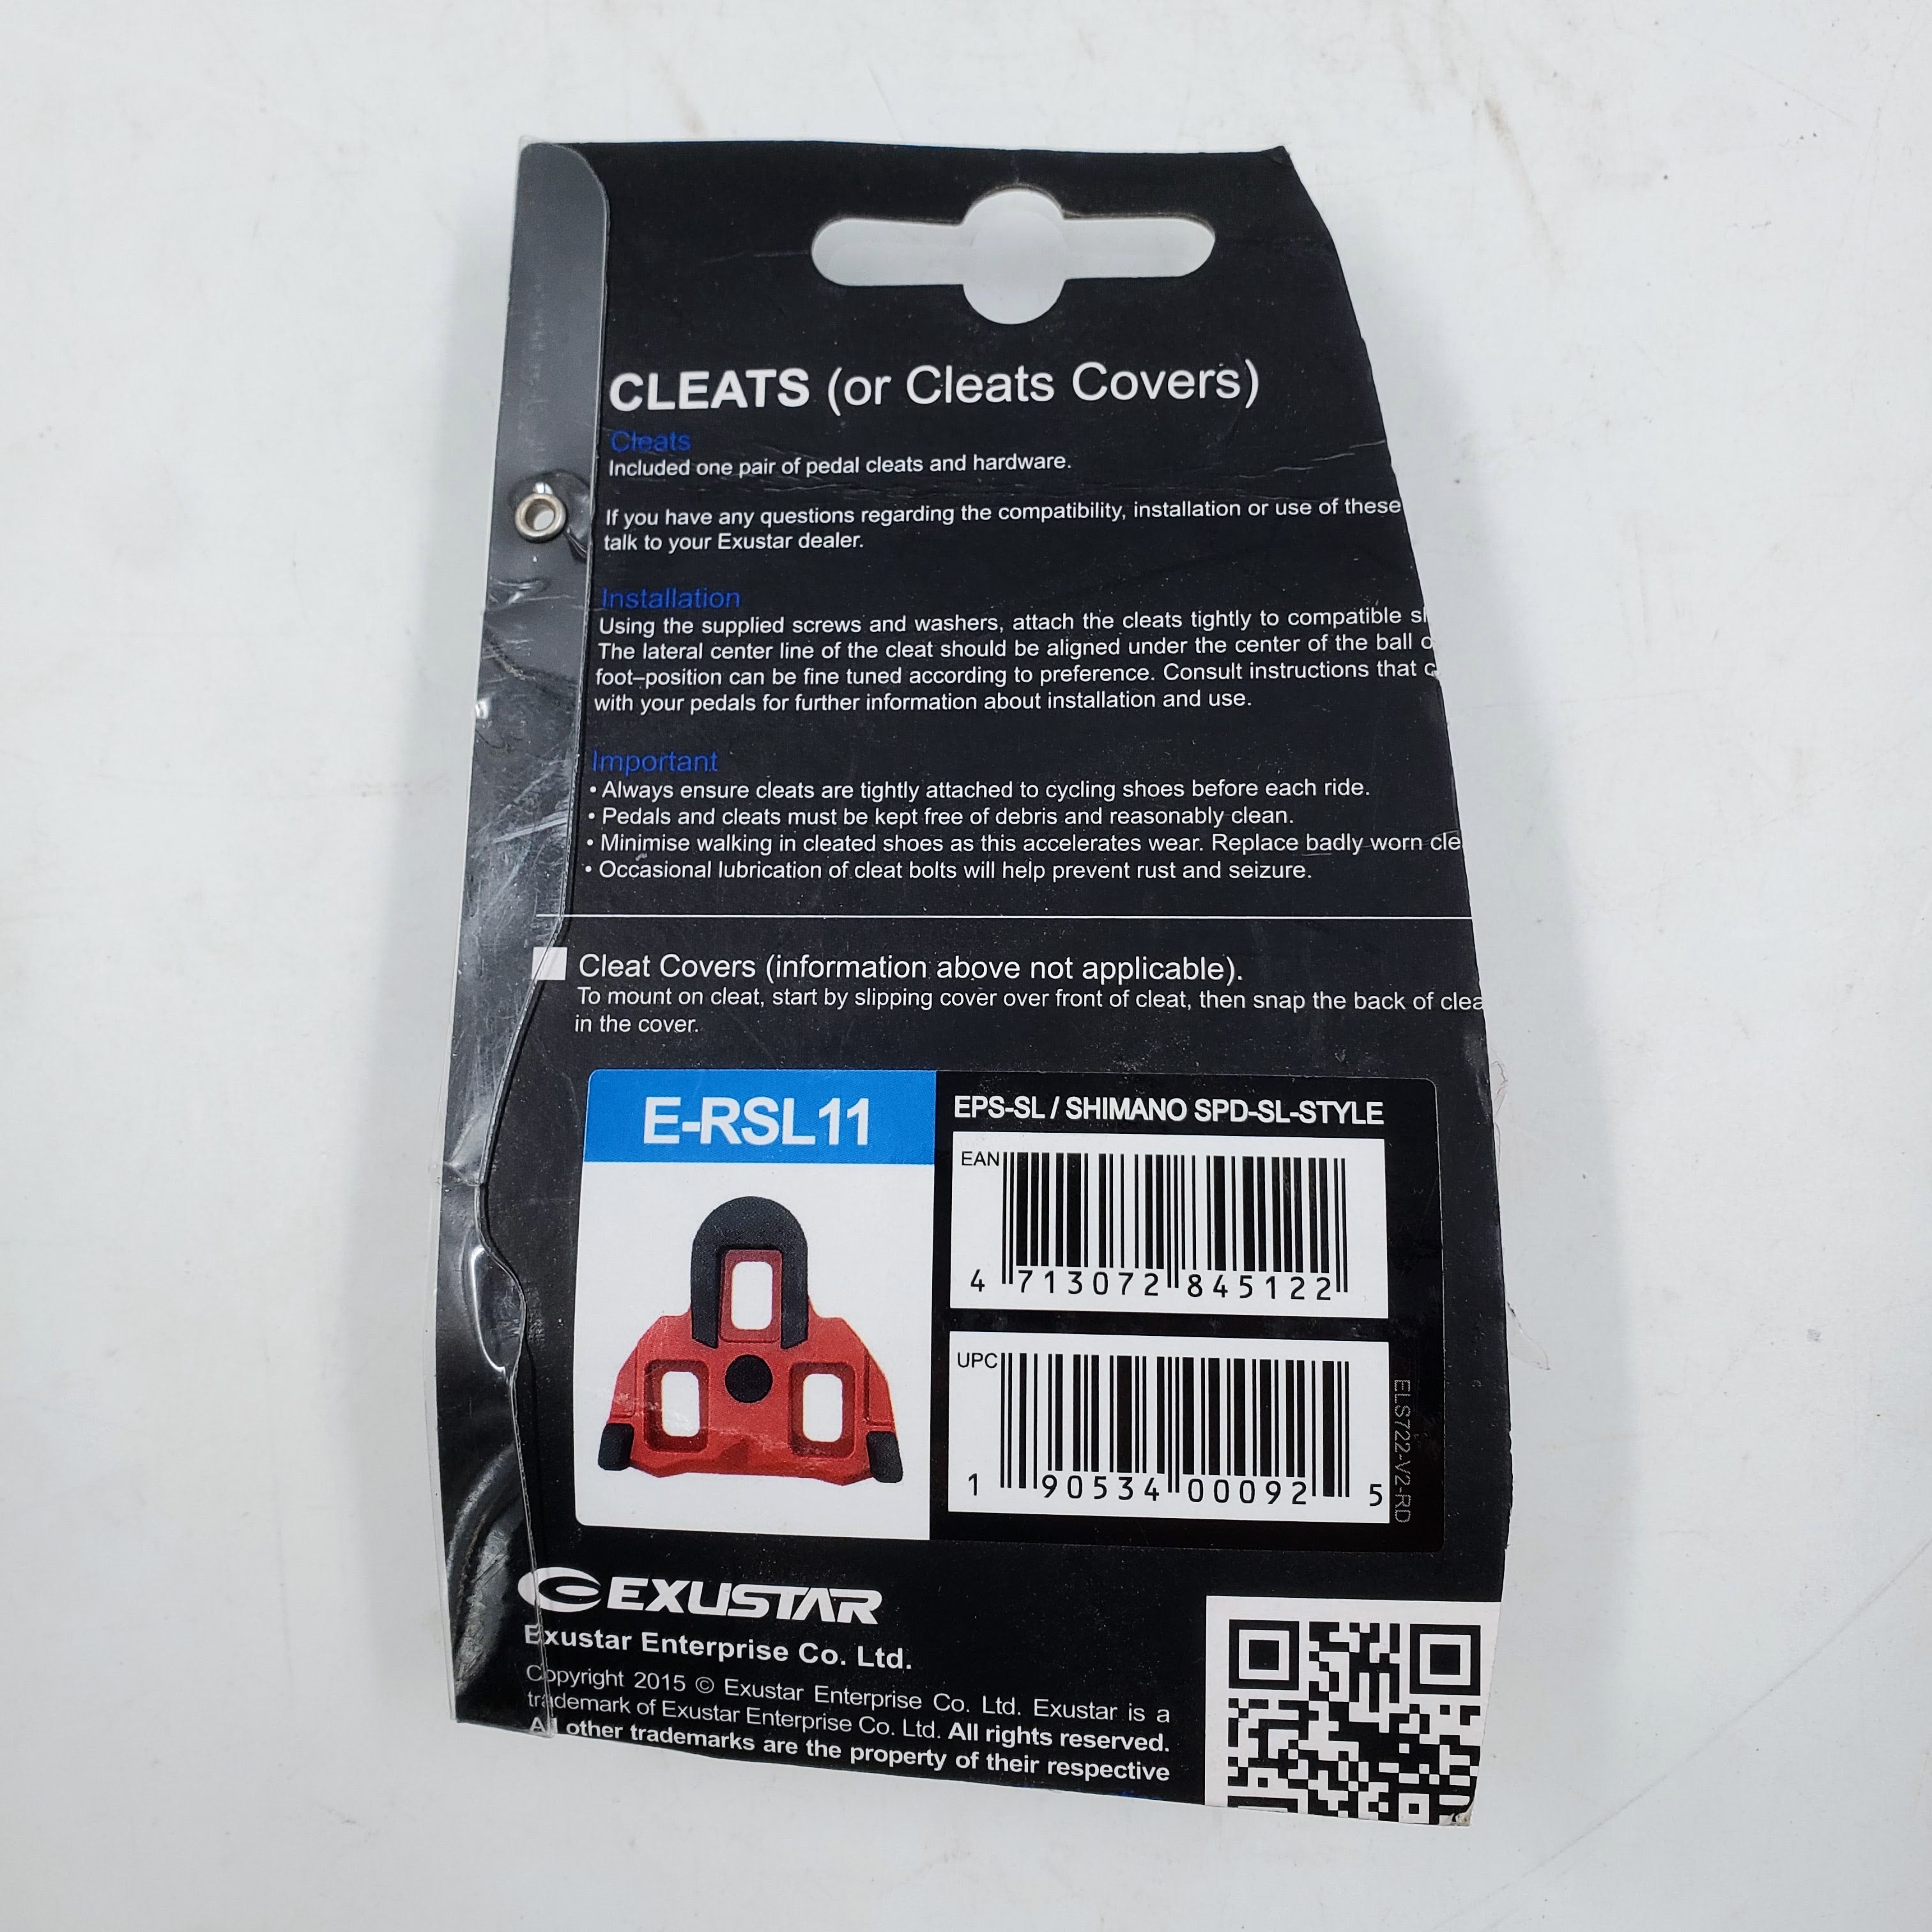 CLEATS (or Cleats Covers)
Cleats
Included one pair of pedal cleats and hardware.
If you have any questions regarding the compatibility, installation or use of these
talk to your Exustar dealer.
Installation
Using the supplied screws and washers, attach the cleats tightly to compatible
The lateral center line of the cleat should be aligned under the center of the ball
foot–position can be fine tuned according to preference. Consult instructions that
with your pedals for further information about installation and use.
Important
• Always ensure cleats are tightly attached to cycling shoes before each ride.
• Pedals and cleats must be kept free of debris and reasonably clean.
• Minimise walking in cleated shoes as this accelerates wear. Replace badly worn
• Occasional lubrication of cleat bolts will help prevent rust and seizure.
Cleat Covers (information above not applicable).
To mount on cleat, start by slipping cover over front of cleat, then snap the back of
in the cover.
E-RSL11
EPS-SL / SHIMANO SPD-SL-STYLE
EAN
4 713072 845122
UPC
1 90534 00092 5
ELS722-V2-RD
EXUSTAR
Exustar Enterprise Co. Ltd.
Copyright 2015 © Exustar Enterprise Co. Ltd. Exustar is a
trademark of Exustar Enterprise Co. Ltd. All rights reserved.
All other trademarks are the property of their respective